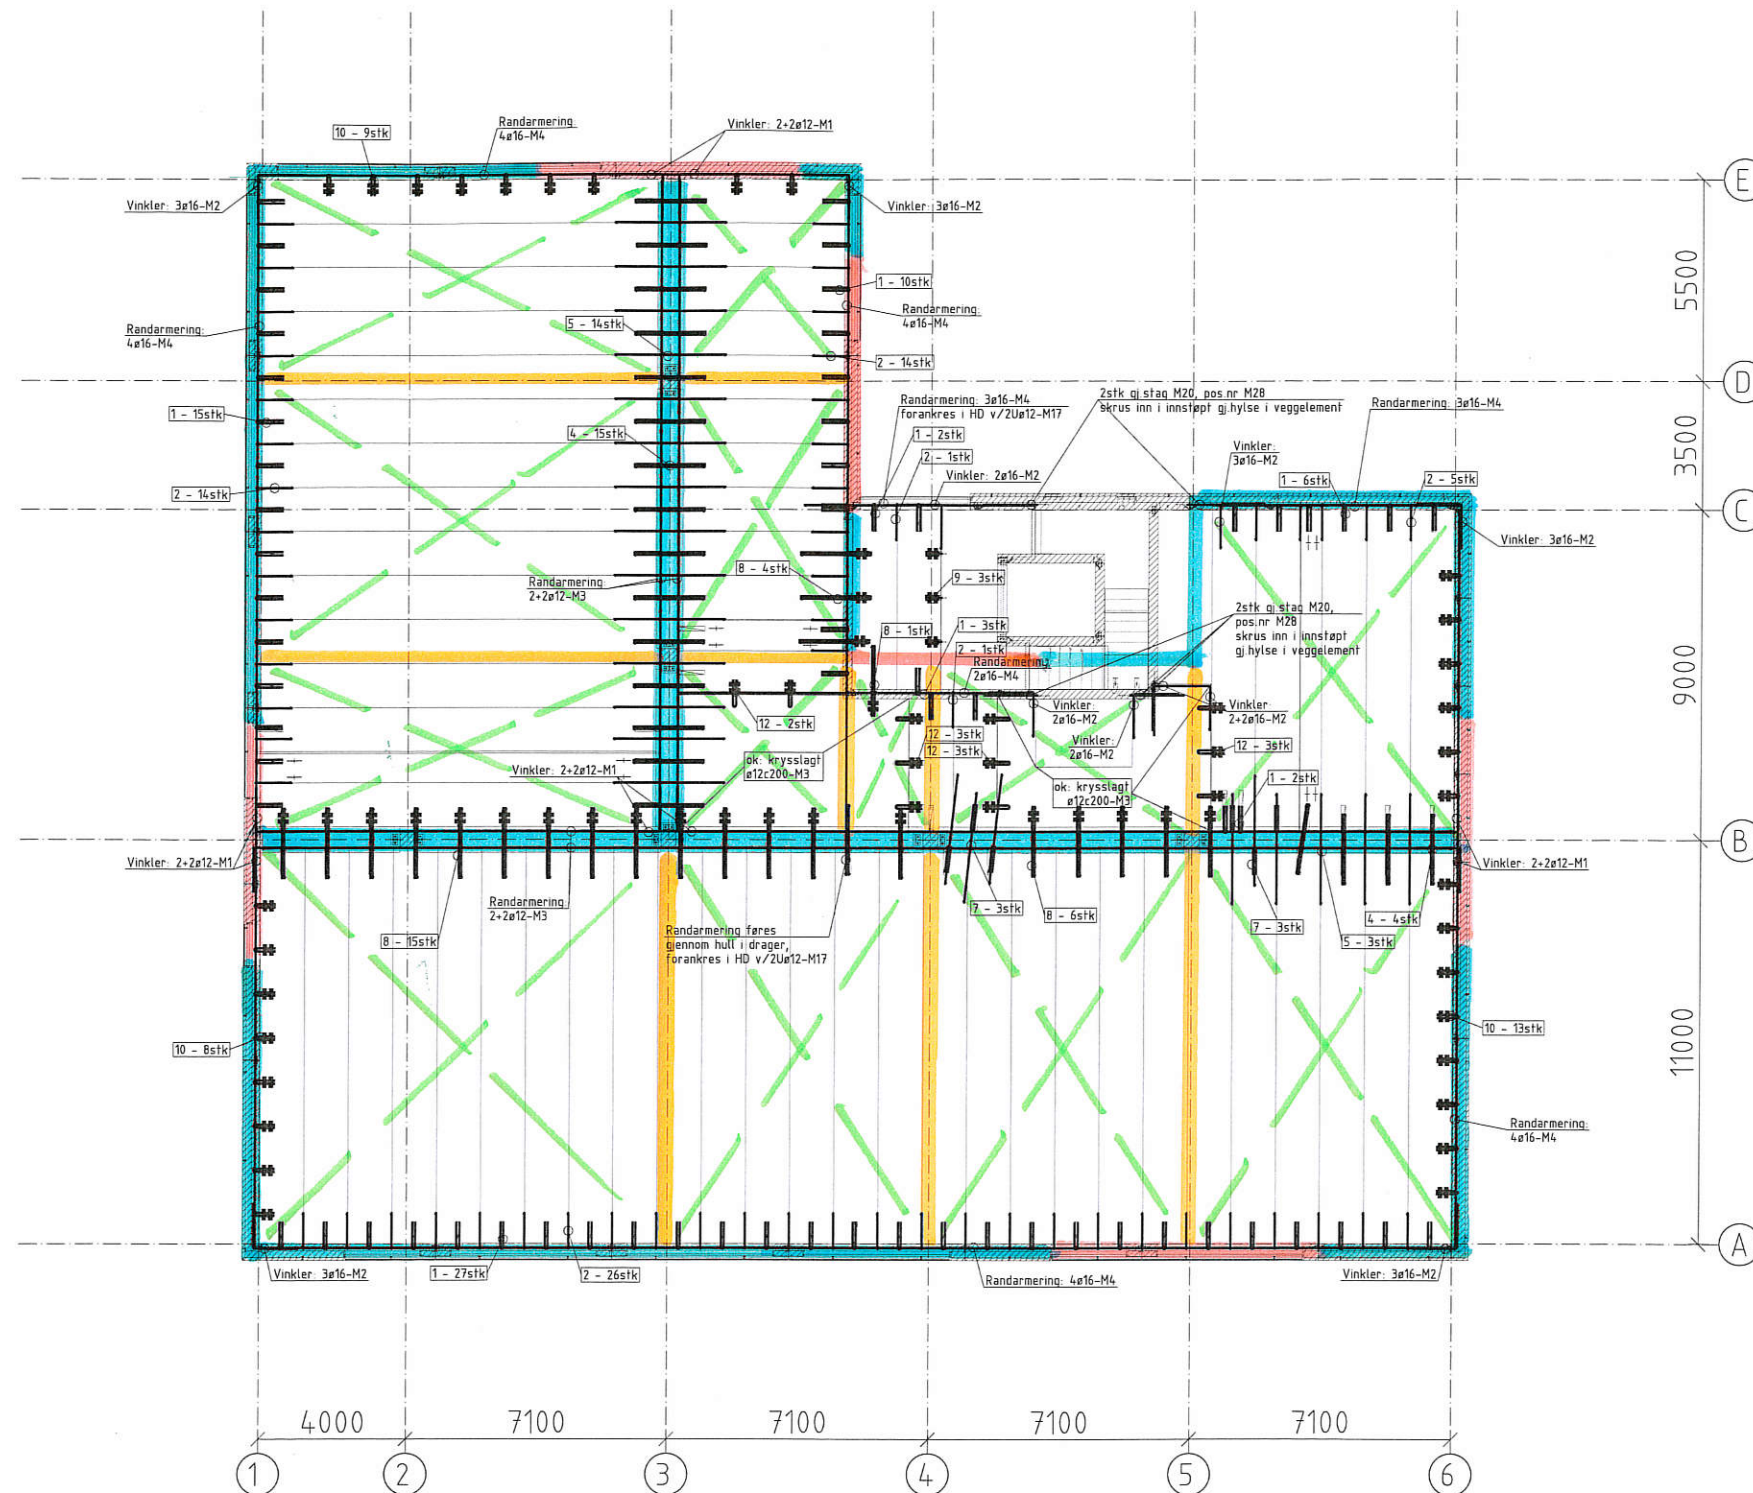 10 - 9stk
Randarmering:
4ø16-M4
Vinkler: 2+2ø12-M1
E
Vinkler: 3ø16-M2
Vinkler: 3ø16-M2
5500
1 - 10stk
Randarmering:
4ø16-M4
Randarmering:
4ø16-M4
5 - 14stk
2 - 14stk
D
Randarmering: 3ø16-M4
forankres i HD v/2Uø12-M17
2stk gj.stag M20, pos.nr M28
skrus inn i innstøpt gj.hylse i veggelement
Randarmering: 3ø16-M4
1 - 15stk
4 - 15stk
1 - 2stk
2 - 1stk
Vinkler:
3ø16-M2
3500
Vinkler: 2ø16-M2
1 - 6stk
2 - 5stk
2 - 14stk
C
Vinkler: 3ø16-M2
8 - 4stk
9 - 3stk
Randarmering:
2+2ø12-M3
2stk gj.stag M20,
pos.nr M28
skrus inn i innstøpt
gj.hylse i veggelement
1 - 3stk
8 - 1stk
2 - 1stk
Randarmering:
2ø16-M4
9000
12 - 2stk
Vinkler:
2ø16-M2
Vinkler:
2+2ø16-M2
12 - 3stk
12 - 3stk
Vinkler:
2ø16-M2
12 - 3stk
ok: krysslagt
ø12c200-M3
Vinkler: 2+2ø12-M1
1 - 2stk
ok: krysslagt
ø12c200-M3
B
Vinkler: 2+2ø12-M1
Vinkler: 2+2ø12-M1
Randarmering:
2+2ø12-M3
7 - 3stk
8 - 6stk
7 - 3stk
4 - 4stk
5 - 3stk
8 - 15stk
Randarmering føres
gjennom hull i drager,
forankres i HD v/2Uø12-M17
10 - 8stk
10 - 13stk
11000
Randarmering:
4ø16-M4
A
Vinkler: 3ø16-M2
1 - 27stk
2 - 26stk
Randarmering: 4ø16-M4
Vinkler: 3ø16-M2
4000
7100
7100
7100
7100
1
2
3
4
5
6